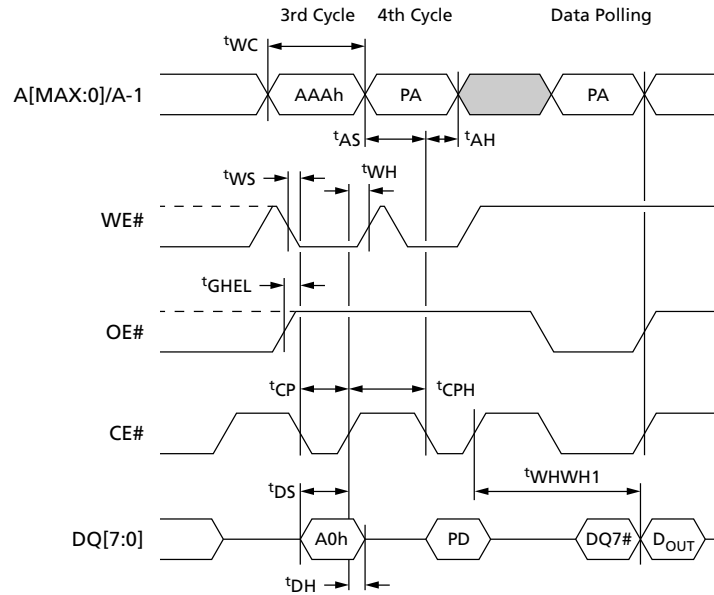 3rd Cycle 4th Cycle Data Polling
tWC
A[MAX:0]/A-1 AAAh PA PA
tAS tAH
tWS tWH
WE#
tGHEL
OE#
tCP tCPH
CE#
tWHWH1
tDS
DQ[7:0] A0h PD DQ7# DOUT
tDH